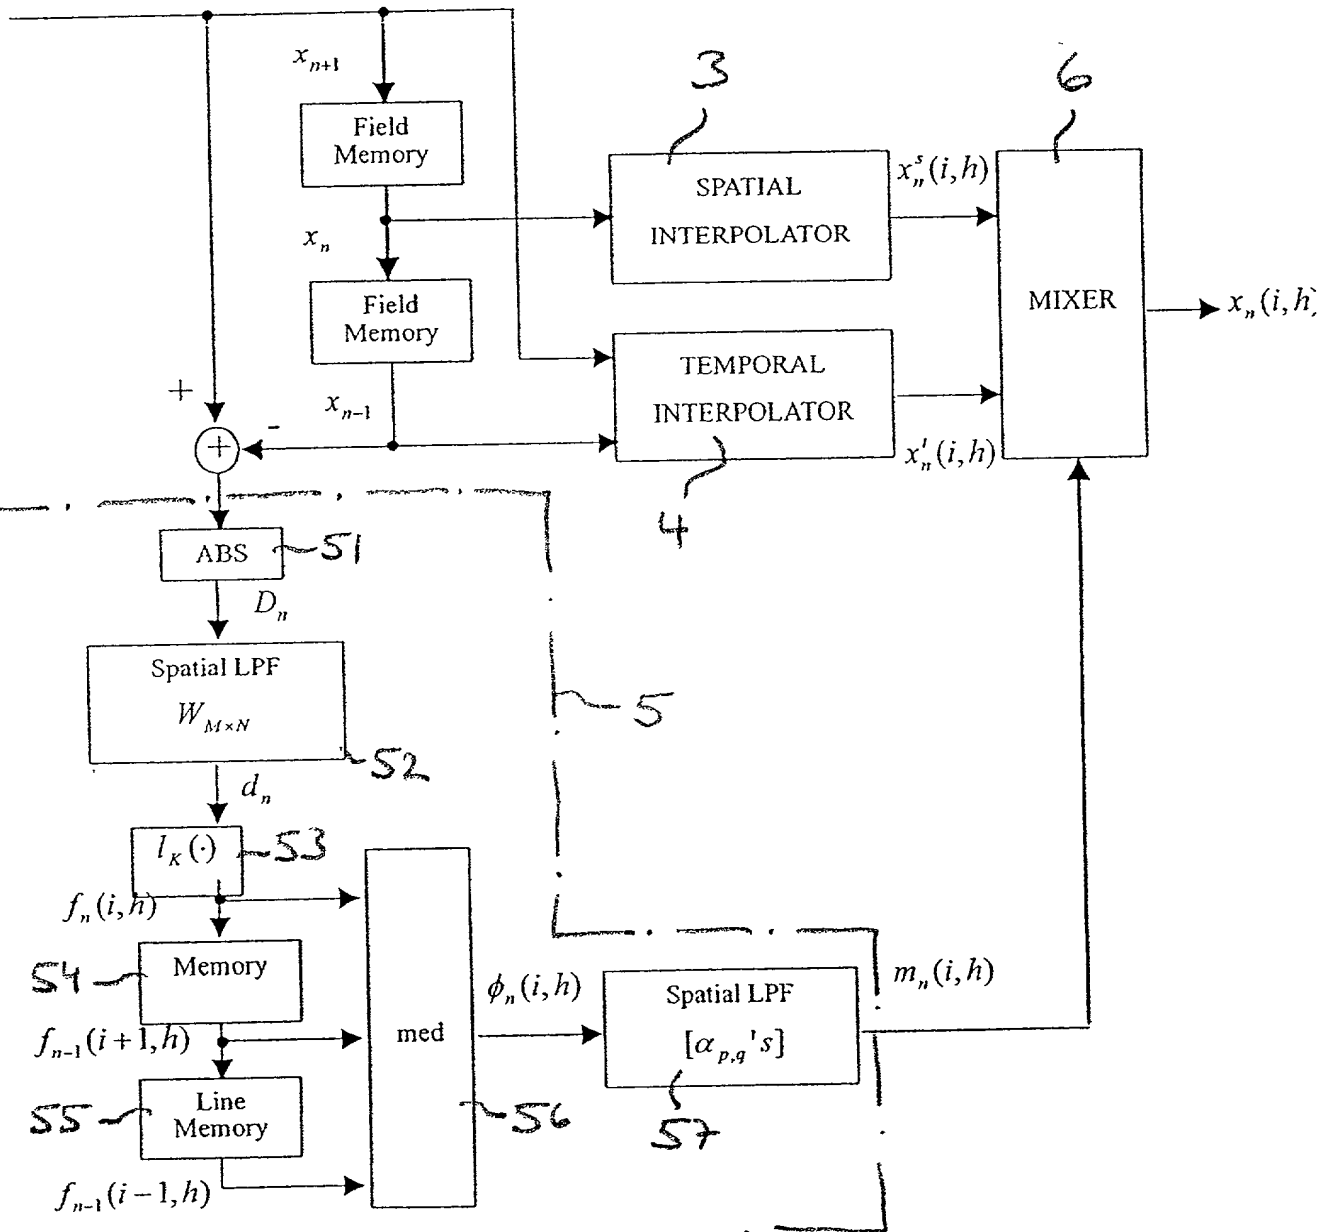 3
6
x_{n+1}
Field
Memory
SPATIAL
INTERPOLATOR
x_n^s(i,h)
x_n
Field
Memory
MIXER
x_n(i,h)
TEMPORAL
INTERPOLATOR
+
x_{n-1}
-
+
x_n^t(i,h)
4
ABS
51
D_n
Spatial LPF
W_{M×N}
5
52
d_n
l_K(·)
53
f_n(i,h)
54
Memory
ϕ_n(i,h)
Spatial LPF
[α_{p,q}'s]
m_n(i,h)
f_{n-1}(i+1,h)
med
55
Line
Memory
56
57
f_{n-1}(i-1,h)